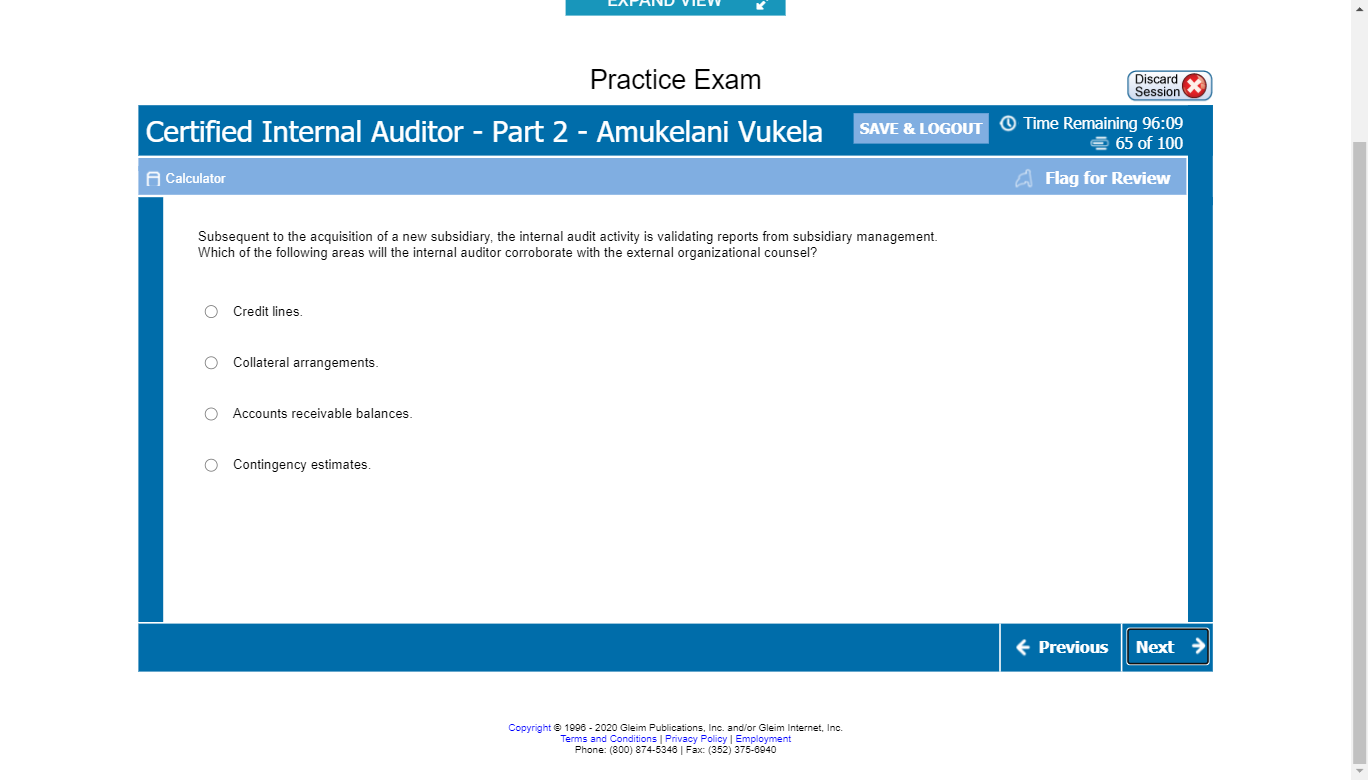 EXPAND VIEW
Practice Exam
Discard
Session
Certified Internal Auditor - Part 2 - Amukelani Vukela
SAVE & LOGOUT
Time Remaining 96:09
65 of 100
Calculator
Flag for Review
Subsequent to the acquisition of a new subsidiary, the internal audit activity is validating reports from subsidiary management.
Which of the following areas will the internal auditor corroborate with the external organizational counsel?
Credit lines.
Collateral arrangements.
Accounts receivable balances.
Contingency estimates.
Previous
Next
Copyright © 1996 - 2020 Gleim Publications, Inc. and/or Gleim Internet, Inc.
Terms and Conditions | Privacy Policy | Employment
Phone: (800) 874-5346 | Fax: (352) 375-6940